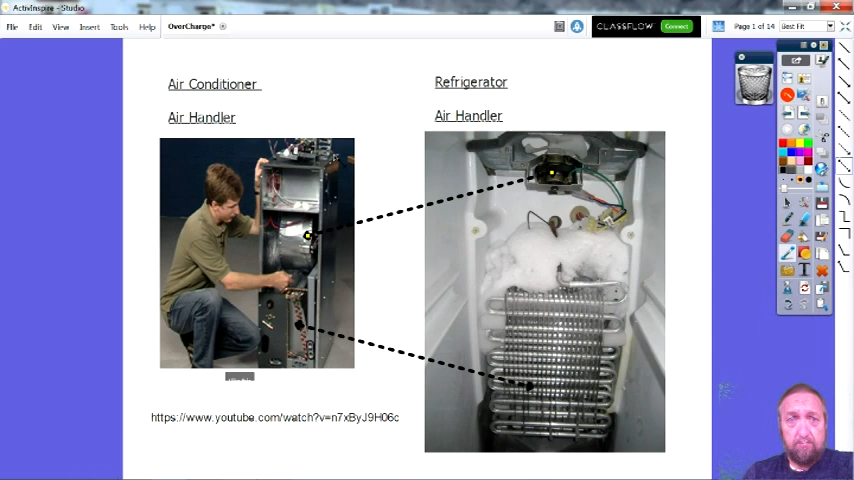 ActivInspire - Studio
File Edit View Insert Tools Help OverCharge* CLASSFLOW Connect Page 1 of 14 Best Fit
Air Conditioner
Refrigerator
Air Handler
Air Handler
https://www.youtube.com/watch?v=n7xByJ9H06c